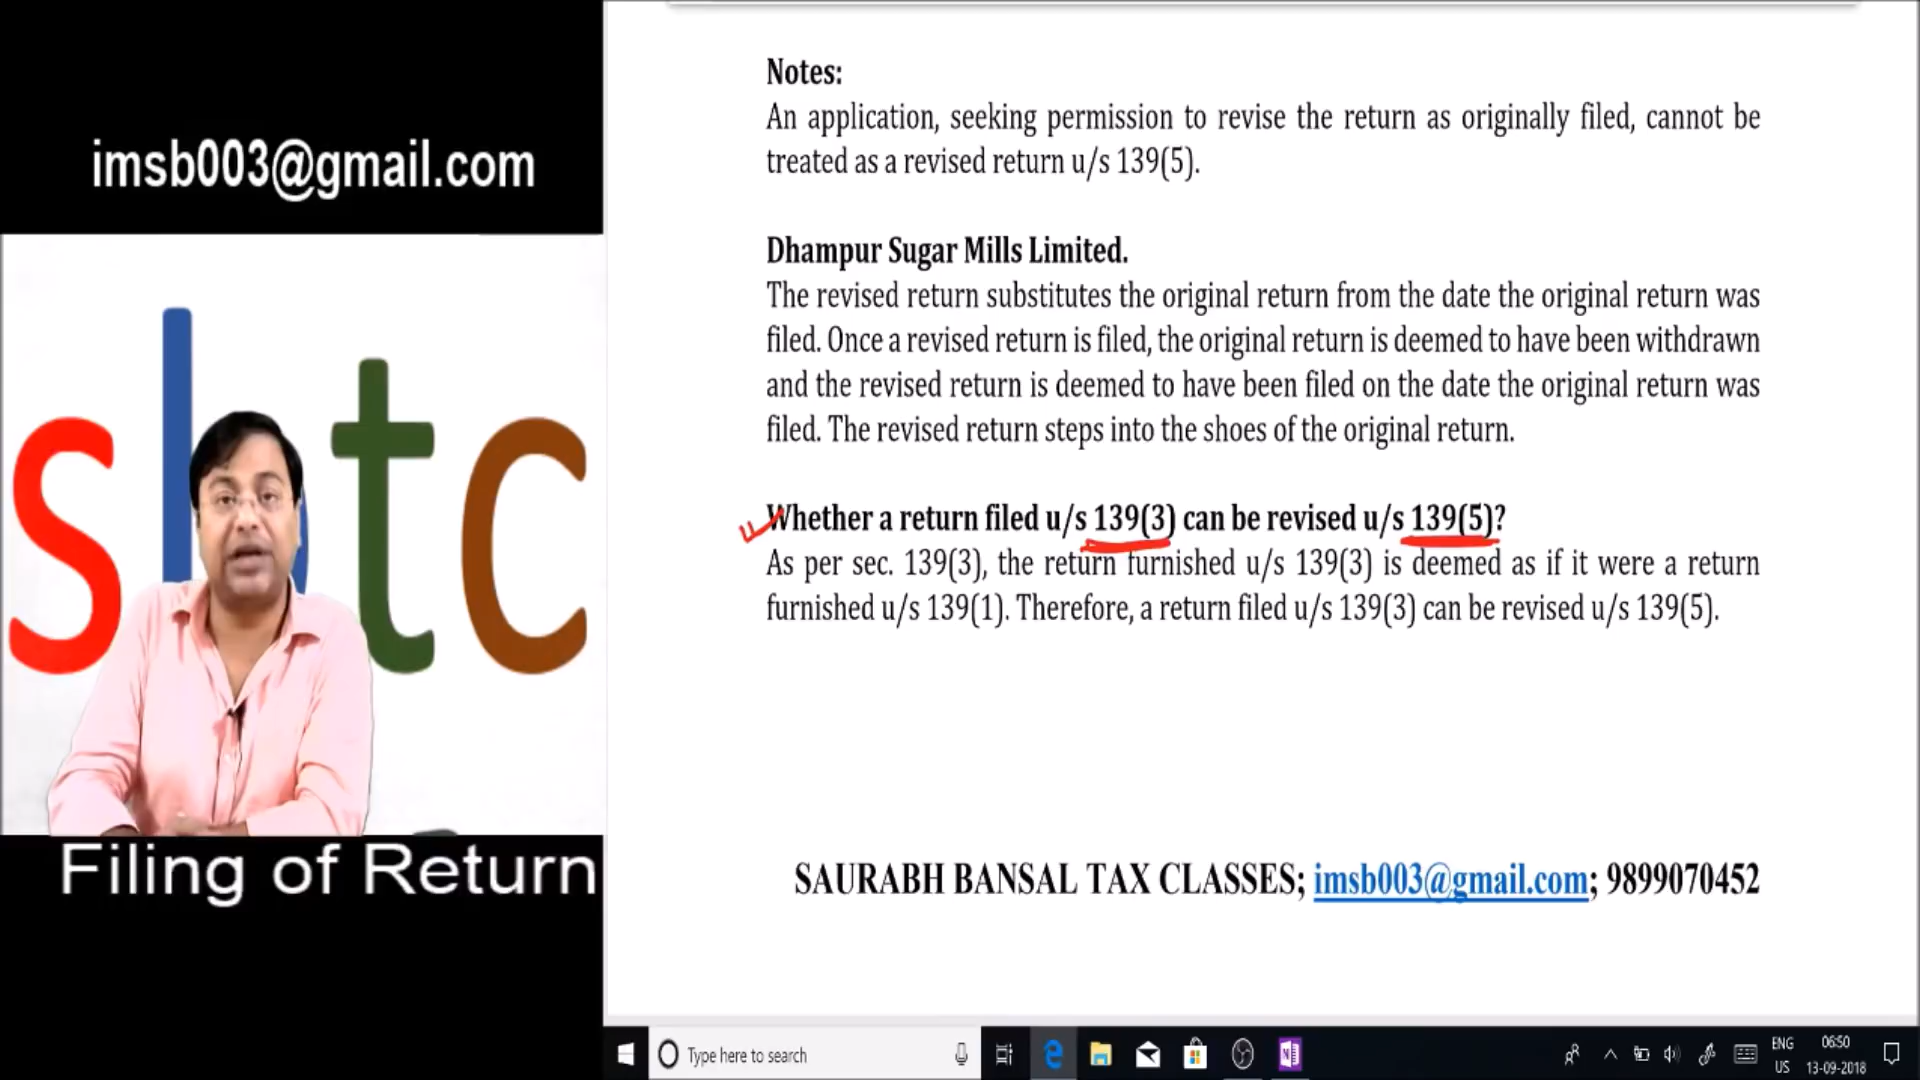 imsb003@gmail.com
sbtc
Filing of Return
Notes:
An application, seeking permission to revise the return as originally filed, cannot be
treated as a revised return u/s 139(5).
Dhampur Sugar Mills Limited.
The revised return substitutes the original return from the date the original return was
filed. Once a revised return is filed, the original return is deemed to have been withdrawn
and the revised return is deemed to have been filed on the date the original return was
filed. The revised return steps into the shoes of the original return.
Whether a return filed u/s 139(3) can be revised u/s 139(5)?
As per sec. 139(3), the return furnished u/s 139(3) is deemed as if it were a return
furnished u/s 139(1). Therefore, a return filed u/s 139(3) can be revised u/s 139(5).
SAURABH BANSAL TAX CLASSES; imsb003@gmail.com; 9899070452
Type here to search
ENG
US
06:50
13-09-2018